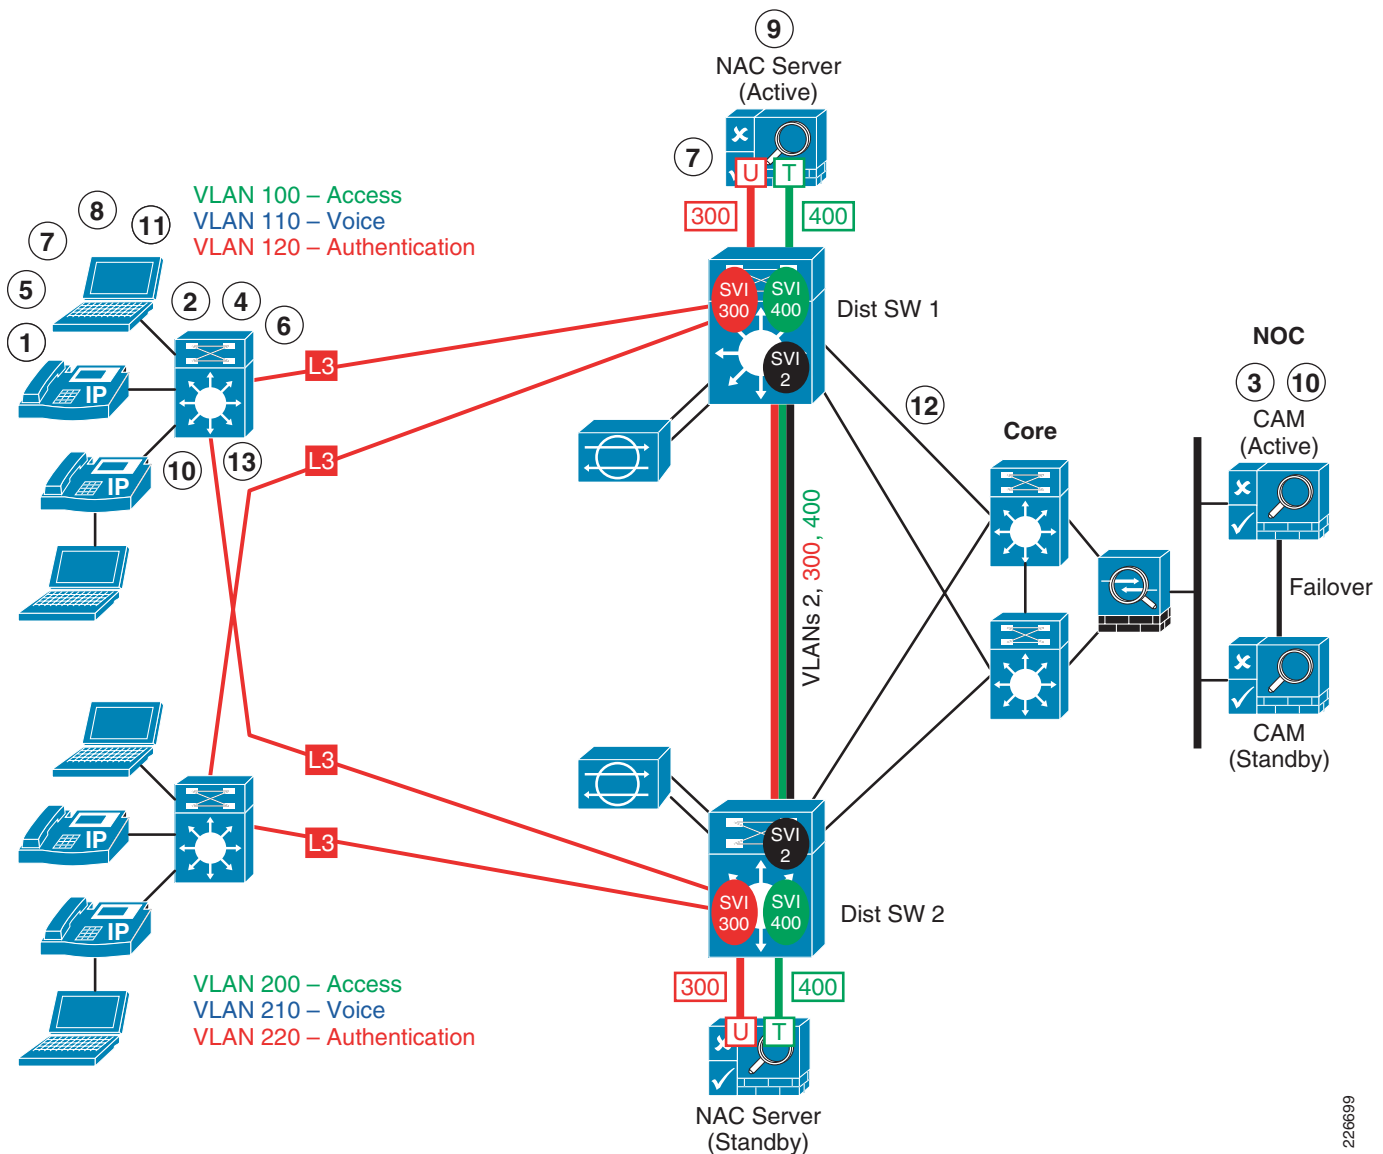 9
NAC Server
(Active)
7
U T
300 400
VLAN 100 – Access
VLAN 110 – Voice
VLAN 120 – Authentication
8
11
7
5
1
2
4
6
IP
IP
10
13
L3
L3
L3
L3
SVI
300
SVI
400
SVI
2
Dist SW 1
12
VLANs 2, 300, 400
Core
NOC
3 10
CAM
(Active)
Failover
CAM
(Standby)
IP
IP
VLAN 200 – Access
VLAN 210 – Voice
VLAN 220 – Authentication
SVI
2
SVI
300
SVI
400
Dist SW 2
300 400
U T
NAC Server
(Standby)
226699